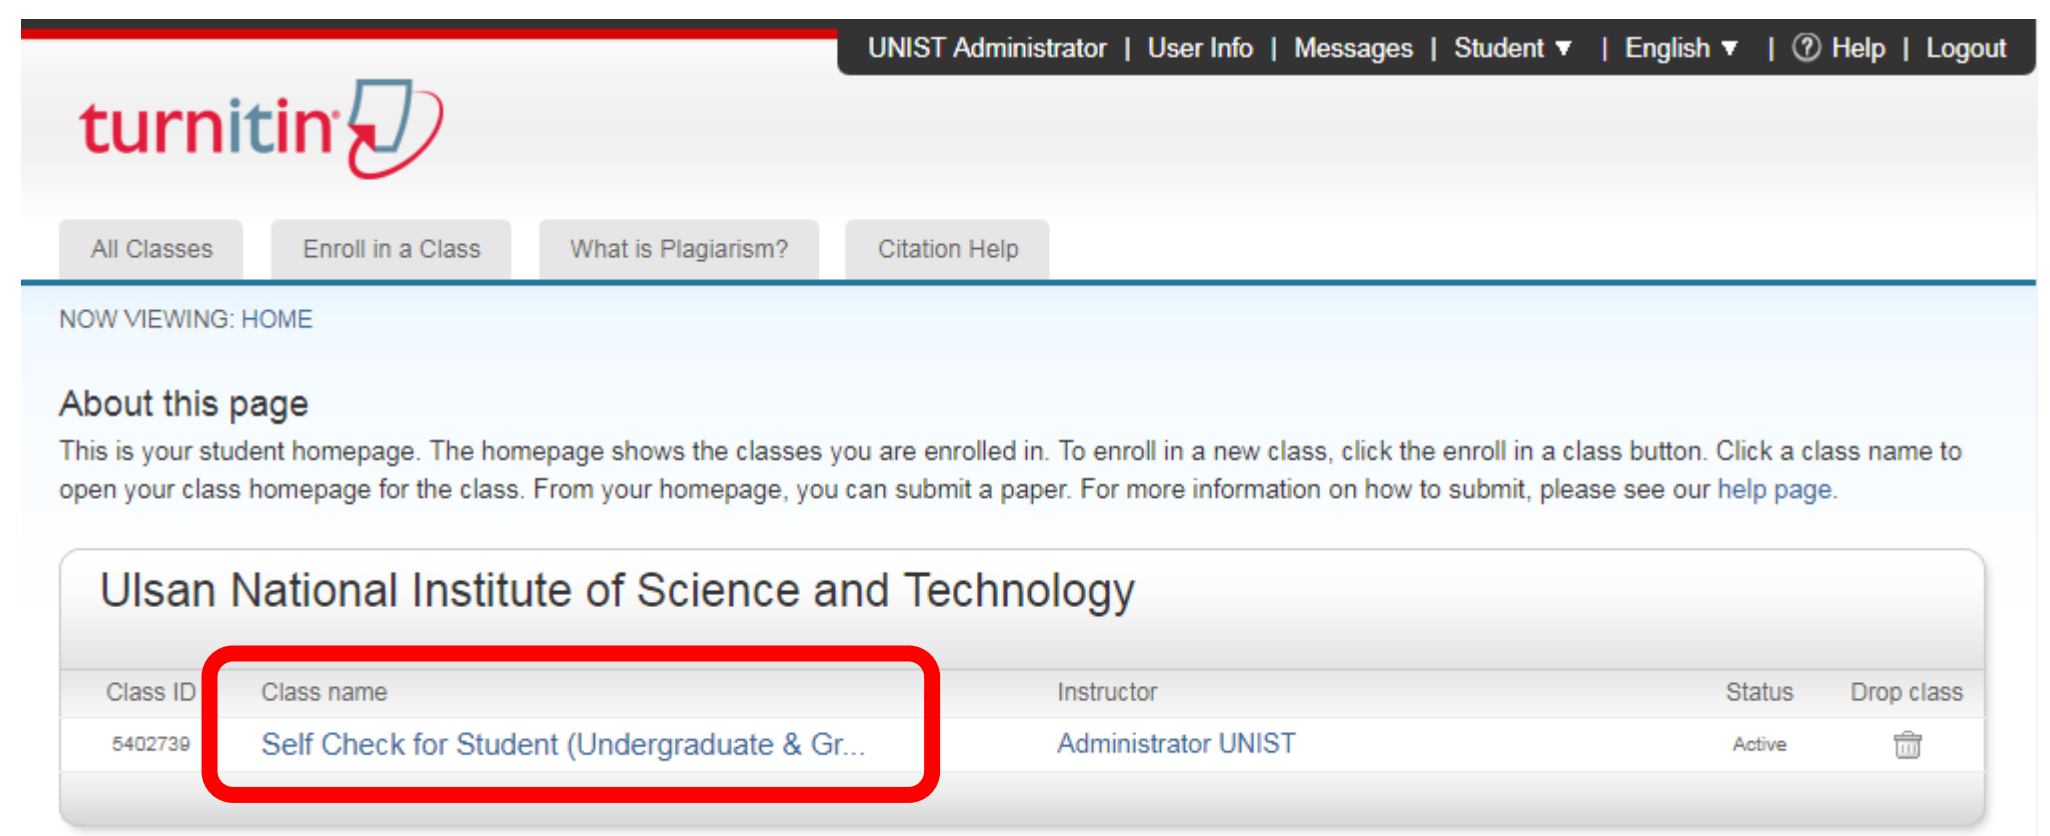 UNIST Administrator | User Info | Messages | Student ▼ | English ▼ | ? Help | Logout
turnitin
All Classes Enroll in a Class What is Plagiarism? Citation Help
NOW VIEWING: HOME
About this page
This is your student homepage. The homepage shows the classes you are enrolled in. To enroll in a new class, click the enroll in a class button. Click a class name to
open your class homepage for the class. From your homepage, you can submit a paper. For more information on how to submit, please see our help page.
Ulsan National Institute of Science and Technology
Class ID Class name Instructor Status Drop class
5402739 Self Check for Student (Undergraduate & Gr... Administrator UNIST Active